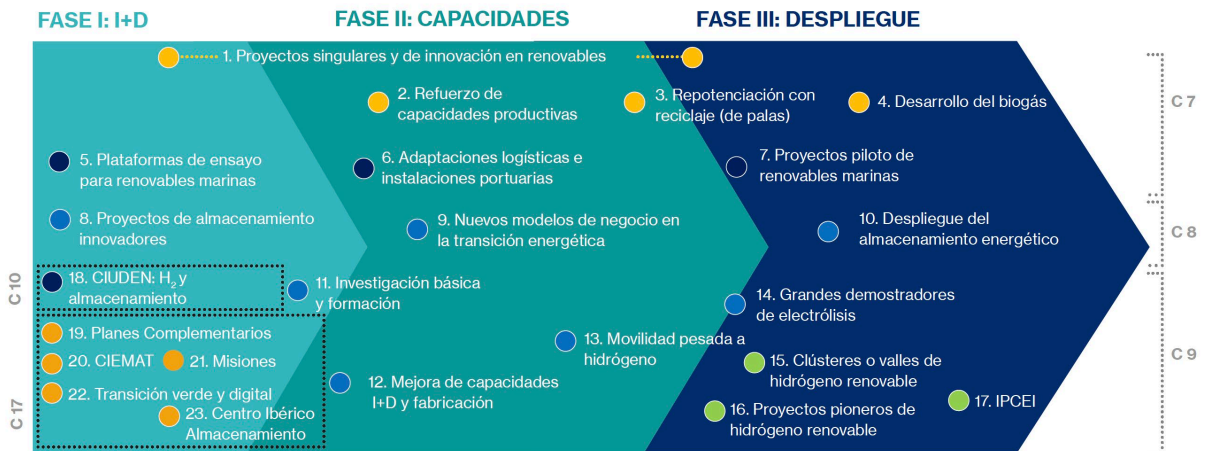 FASE I: I+D
FASE II: CAPACIDADES
FASE III: DESPLIEGUE
1. Proyectos singulares y de innovación en renovables
2. Refuerzo de
capacidades productivas
3. Repotenciación con
reciclaje (de palas)
4. Desarrollo del biogás
C 7
5. Plataformas de ensayo
para renovables marinas
6. Adaptaciones logísticas e
instalaciones portuarias
7. Proyectos piloto de
renovables marinas
8. Proyectos de almacenamiento
innovadores
9. Nuevos modelos de negocio en
la transición energética
10. Despliegue del
almacenamiento energético
C 8
C 10
18. CIUDEN: H₂ y
almacenamiento
11. Investigación básica
y formación
14. Grandes demostradores
de electrólisis
19. Planes Complementarios
20. CIEMAT
21. Misiones
13. Movilidad pesada a
hidrógeno
15. Clústeres o valles de
hidrógeno renovable
C 9
22. Transición verde y digital
12. Mejora de capacidades
I+D y fabricación
17. IPCEI
C 17
23. Centro Ibérico
Almacenamiento
16. Proyectos pioneros de
hidrógeno renovable